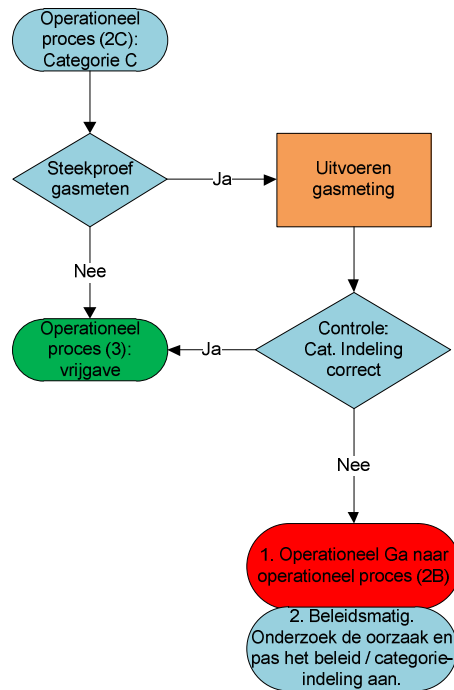 Operationeel
proces (2C):
Categorie C
Steekproef
gasmeten
Ja
Uitvoeren
gasmeting
Nee
Operationeel
proces (3):
vrijgave
Ja
Controle:
Cat. Indeling
correct
Nee
1. Operationeel Ga naar
operationeel proces (2B)
2. Beleidsmatig.
Onderzoek de oorzaak en
pas het beleid / categorie-
indeling aan.